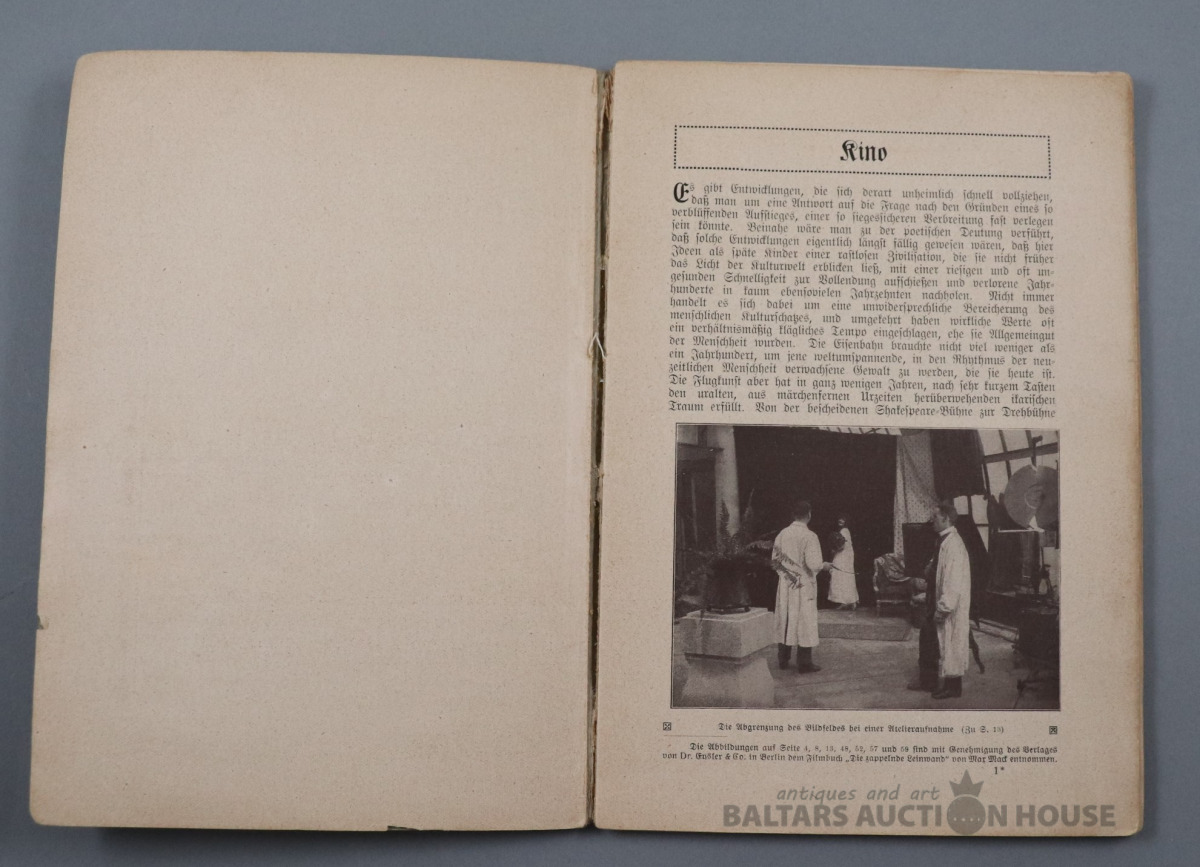 Kino
Es gibt Entwicklungen, die sich derart unheimlich schnell vollziehen,
daß man um eine Antwort auf die Frage nach den Gründen eines so
verblüffenden Aufstieges, einer so siegessicheren Verbreitung fast verlegen
sein könnte. Beinahe wäre man zu der poetischen Deutung verführt,
daß solche Entwicklungen eigentlich längst fällig gewesen wären, daß hier
Ideen als späte Kinder einer rastlosen Zivilisation, die sie nicht früher
das Licht der Kulturwelt erblicken ließ, mit einer riesigen und oft un-
gesunden Schnelligkeit zur Vollendung aufschießen und verlorene Jahr-
hunderte in kaum ebensovielen Jahrzehnten nachholen. Nicht immer
handelt es sich dabei um eine unwidersprechliche Bereicherung des
menschlichen Kulturschatzes, und umgekehrt haben wirkliche Werte oft
ein verhältnismäßig klägliches Tempo eingeschlagen, ehe sie Allgemeingut
der Menschheit wurden. Die Eisenbahn brauchte nicht viel weniger als
ein Jahrhundert, um jene weltumspannende, in den Rhythmus der neu-
zeitlichen Menschheit verwachsene Gewalt zu werden, die sie heute ist.
Die Flugkunst aber hat in ganz wenigen Jahren, nach sehr kurzem Tasten
den uralten, aus märchenfernen Urzeiten herüberwehenden ikarischen
Traum erfüllt. Von der bescheidenen Shakespeare-Bühne zur Drehbühne
Die Abgrenzung des Bildfeldes bei einer Atelieraufnahme (Zu S. 15)
Die Abbildungen auf Seite 4, 8, 13, 48, 52, 57 und 59 sind mit Genehmigung des Verlages
von Dr. Eysler & Co. in Berlin dem Filmbuch „Die zappelnde Leinwand“ von Max Mack entnommen.
1*
antiques and art
BALTARS AUCTION HOUSE